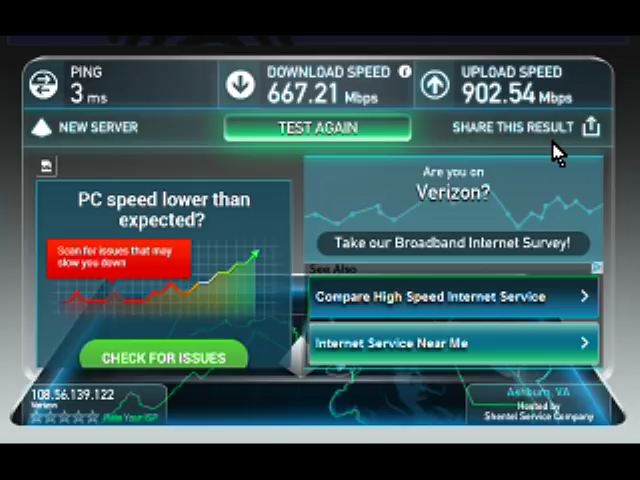 PING
3 ms
DOWNLOAD SPEED
667.21 Mbps
UPLOAD SPEED
902.54 Mbps
NEW SERVER
TEST AGAIN
SHARE THIS RESULT
PC speed lower than
expected?
Scan for issues that may
slow you down
CHECK FOR ISSUES
Are you on
Verizon?
Take our Broadband Internet Survey!
See Also
Compare High Speed Internet Service
Internet Service Near Me
108.56.139.122
Verizon
Rate Your ISP
Ashburn, VA
Hosted by
Shentel Service Company